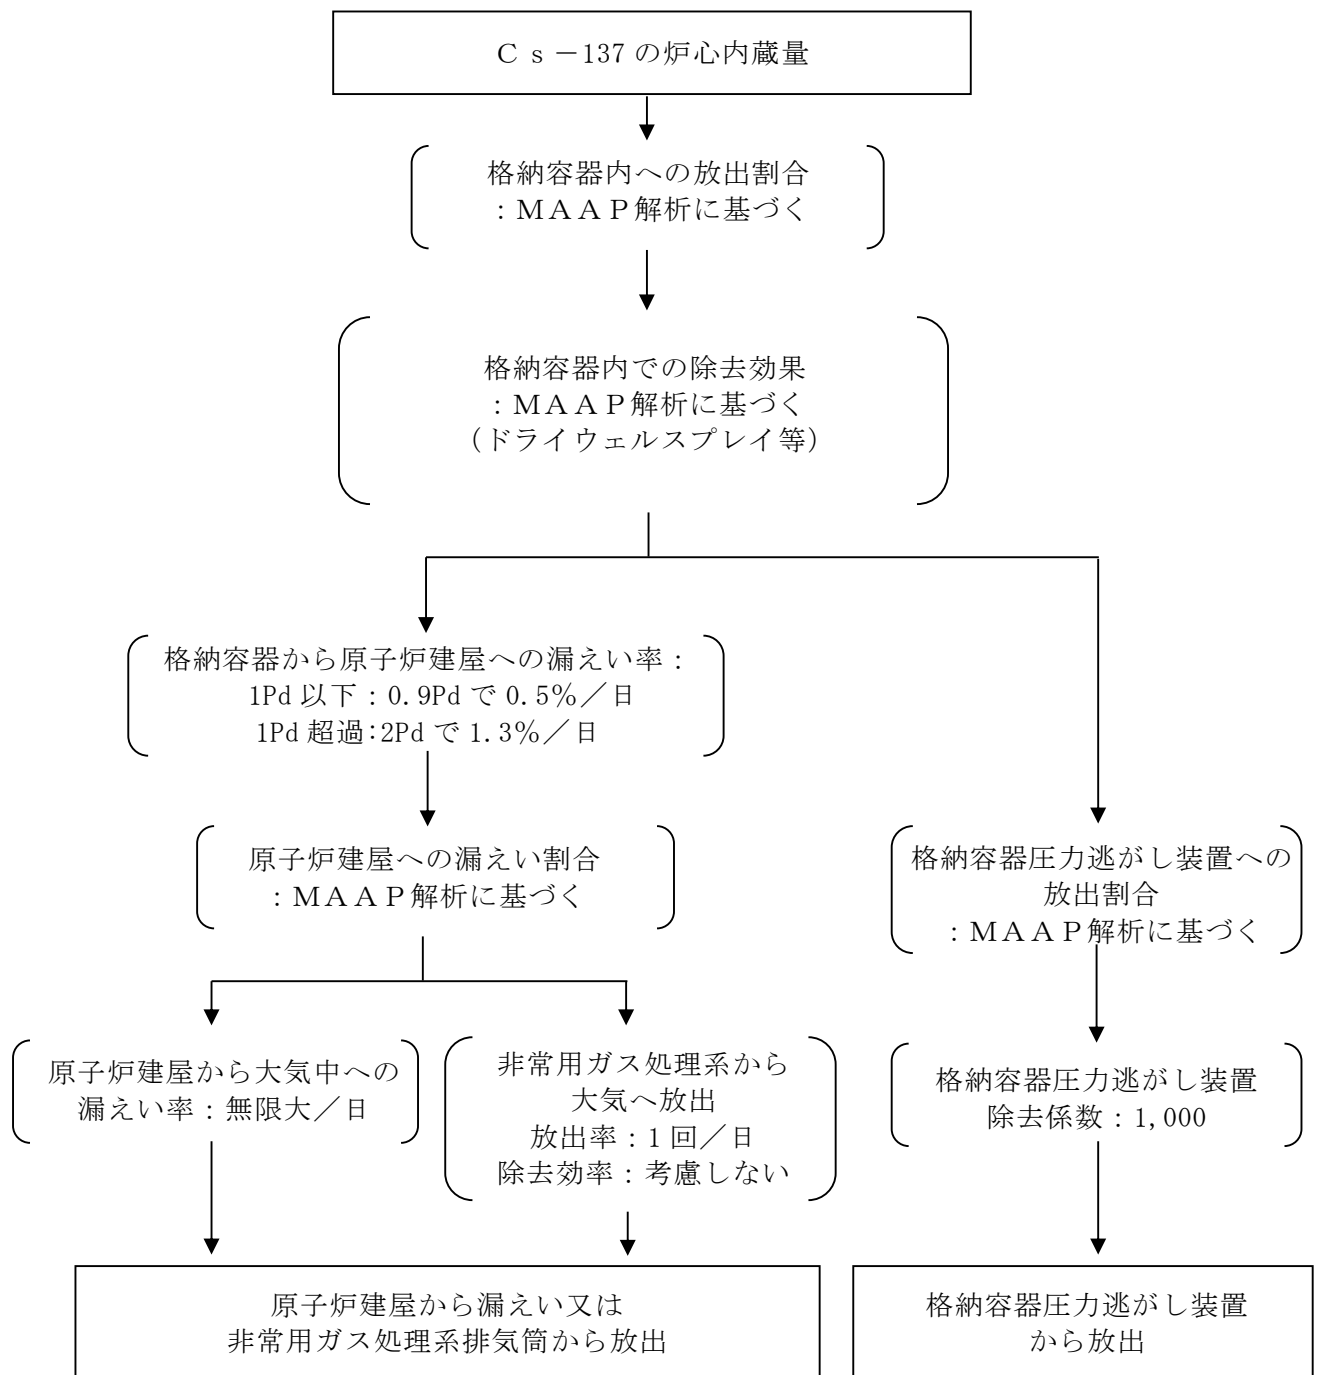 Ｃｓ－137の炉心内蔵量
格納容器内への放出割合
：ＭＡＡＰ解析に基づく
格納容器内での除去効果
：ＭＡＡＰ解析に基づく
（ドライウェルスプレイ等）
格納容器から原子炉建屋への漏えい率：
1Pd 以下：0.9Pd で 0.5％／日
1Pd 超過：2Pd で 1.3％／日
原子炉建屋への漏えい割合
：ＭＡＡＰ解析に基づく
格納容器圧力逃がし装置への
放出割合
：ＭＡＡＰ解析に基づく
原子炉建屋から大気中への
漏えい率：無限大／日
非常用ガス処理系から
大気へ放出
放出率：1 回／日
除去効率：考慮しない
格納容器圧力逃がし装置
除去係数：1,000
原子炉建屋から漏えい又は
非常用ガス処理系排気筒から放出
格納容器圧力逃がし装置
から放出